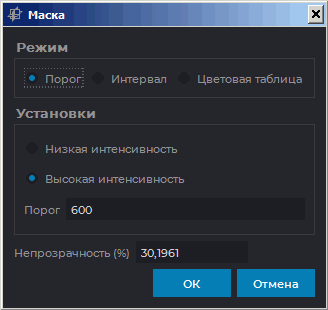 Маска
Режим
Порог Интервал Цветовая таблица
Установки
Низкая интенсивность
Высокая интенсивность
Порог 600
Непрозрачность (%) 30,1961
OK Отмена